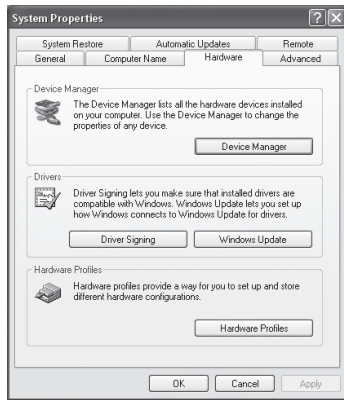 System Properties
System Restore Automatic Updates Remote
General Computer Name Hardware Advanced
Device Manager
The Device Manager lists all the hardware devices installed
on your computer. Use the Device Manager to change the
properties of any device.
Device Manager
Drivers
Driver Signing lets you make sure that installed drivers are
compatible with Windows. Windows Update lets you set up
how Windows connects to Windows Update for drivers.
Driver Signing Windows Update
Hardware Profiles
Hardware profiles provide a way for you to set up and store
different hardware configurations.
Hardware Profiles
OK Cancel Apply